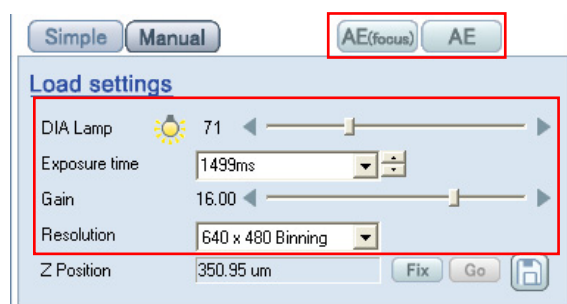 Simple Manual AE(focus) AE
Load settings
DIA Lamp 71
Exposure time 1499ms
Gain 16.00
Resolution 640 x 480 Binning
Z Position 350.95 um Fix Go